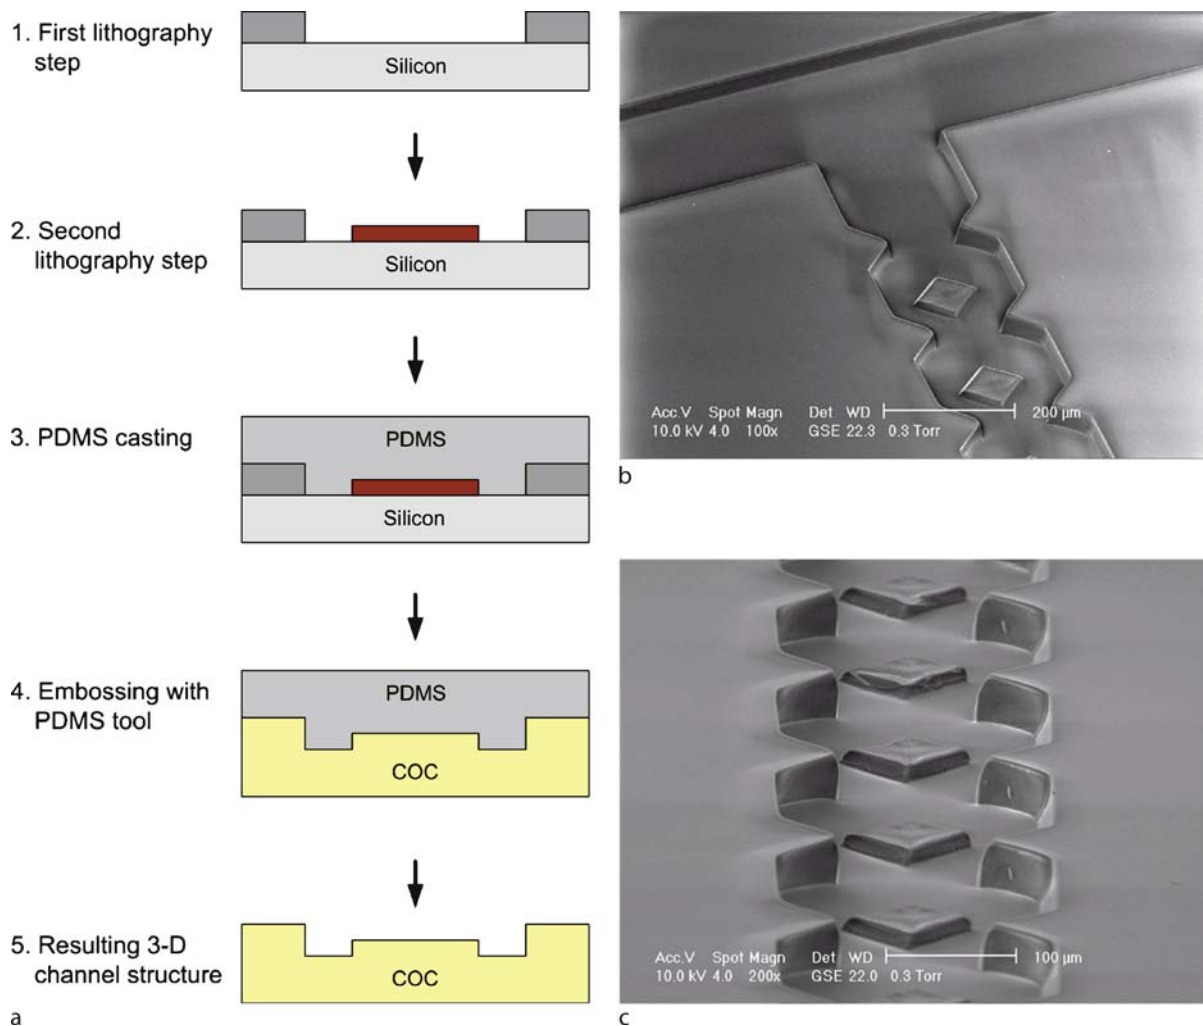 1. First lithography
step
Silicon
2. Second
lithography step
Silicon
3. PDMS casting
PDMS
Silicon
4. Embossing with
PDMS tool
PDMS
COC
5. Resulting 3-D
channel structure
COC
a
Acc.V Spot Magn Det WD 200 µm
10.0 kV 4.0 100x GSE 22.3 0.3 Torr
b
Acc.V Spot Magn Det WD 100 µm
10.0 kV 4.0 200x GSE 22.0 0.3 Torr
c